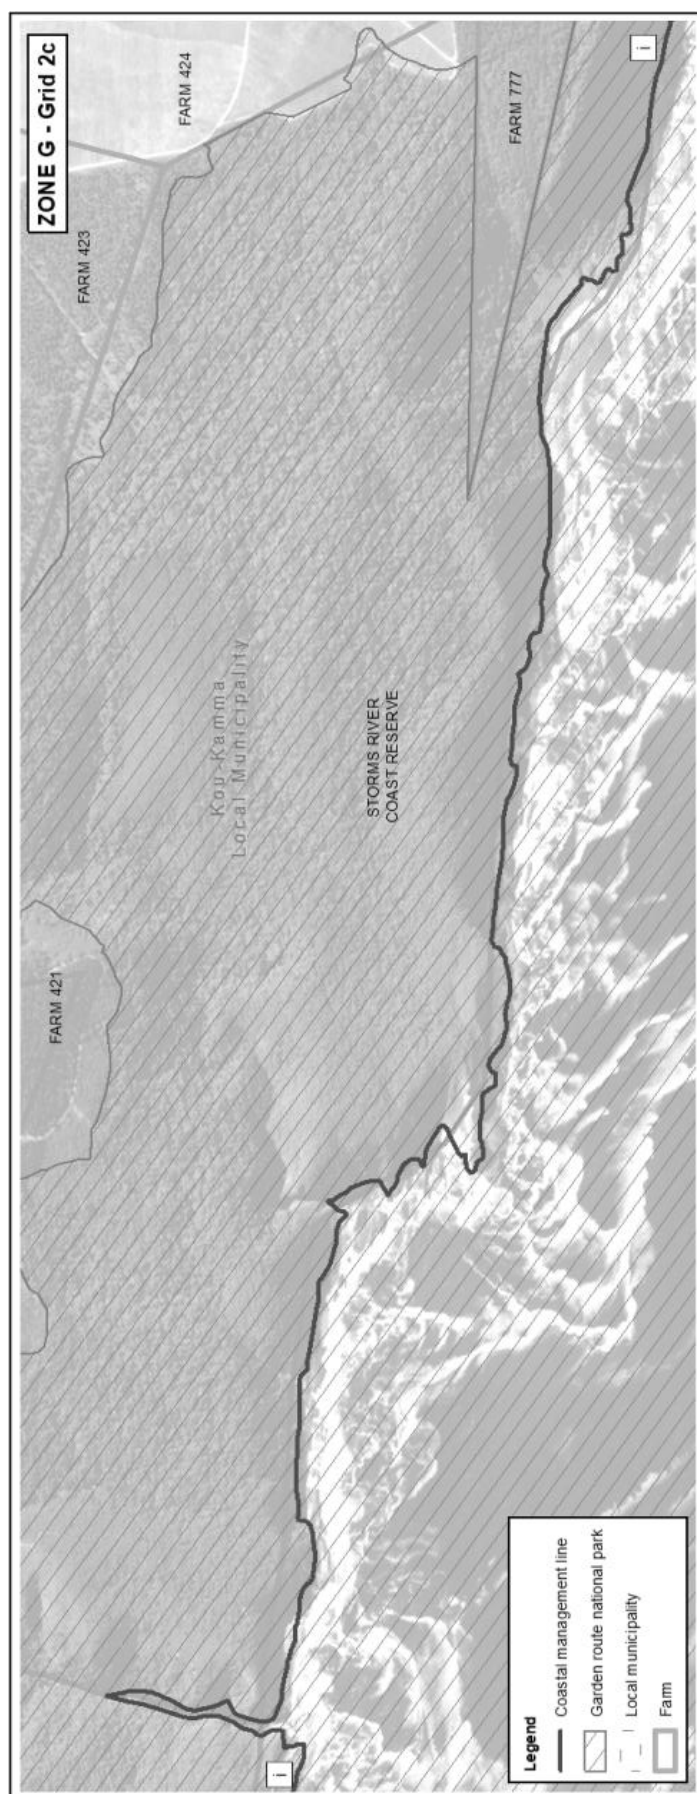 ZONE G - Grid 2c
FARM 424
FARM 423
FARM 777
i
Kou-Kamma
Local Municipality
STORMS RIVER
COAST RESERVE
FARM 421
i
Legend
Coastal management line
Garden route national park
Local municipality
Farm